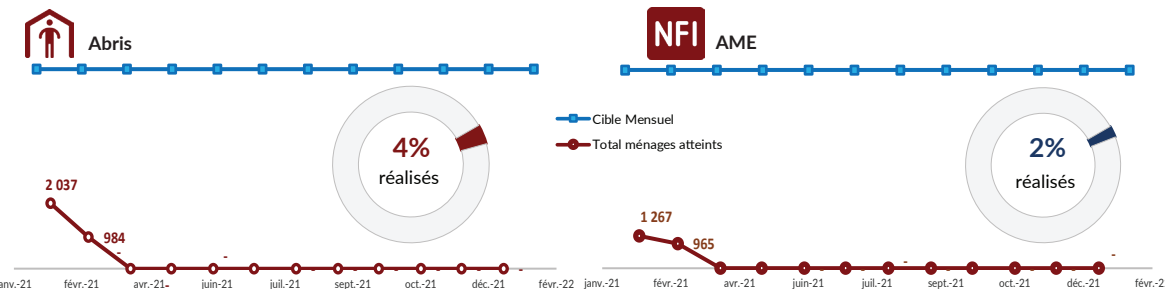 Abris
NFI AME
4%
réalisés
Cible Mensuel
Total ménages atteints
2%
réalisés
2 037
984
-
-
1 267
965
-
-
anv.-21 févr.-21 avr.-21 juin-21 juil.-21 sept.-21 oct.-21 déc.-21 févr.-22
janv.-21 févr.-21 avr.-21 juin-21 juil.-21 sept.-21 oct.-21 déc.-21 févr.-2